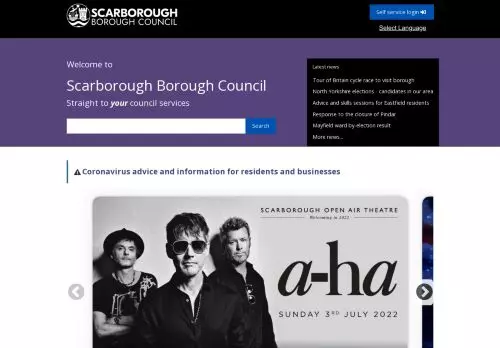 SCARBOROUGH
BOROUGH COUNCIL
Self service login
Select Language
Welcome to
Scarborough Borough Council
Straight to your council services
Search
Latest news
Tour of Britain cycle race to visit borough
North Yorkshire elections - candidates in our area
Advice and skills sessions for Eastfield residents
Response to the closure of Pindar
Mayfield ward by-election result
More news...
Coronavirus advice and information for residents and businesses
SCARBOROUGH OPEN AIR THEATRE
Welcoming in 2022
a-ha
SUNDAY 3RD JULY 2022